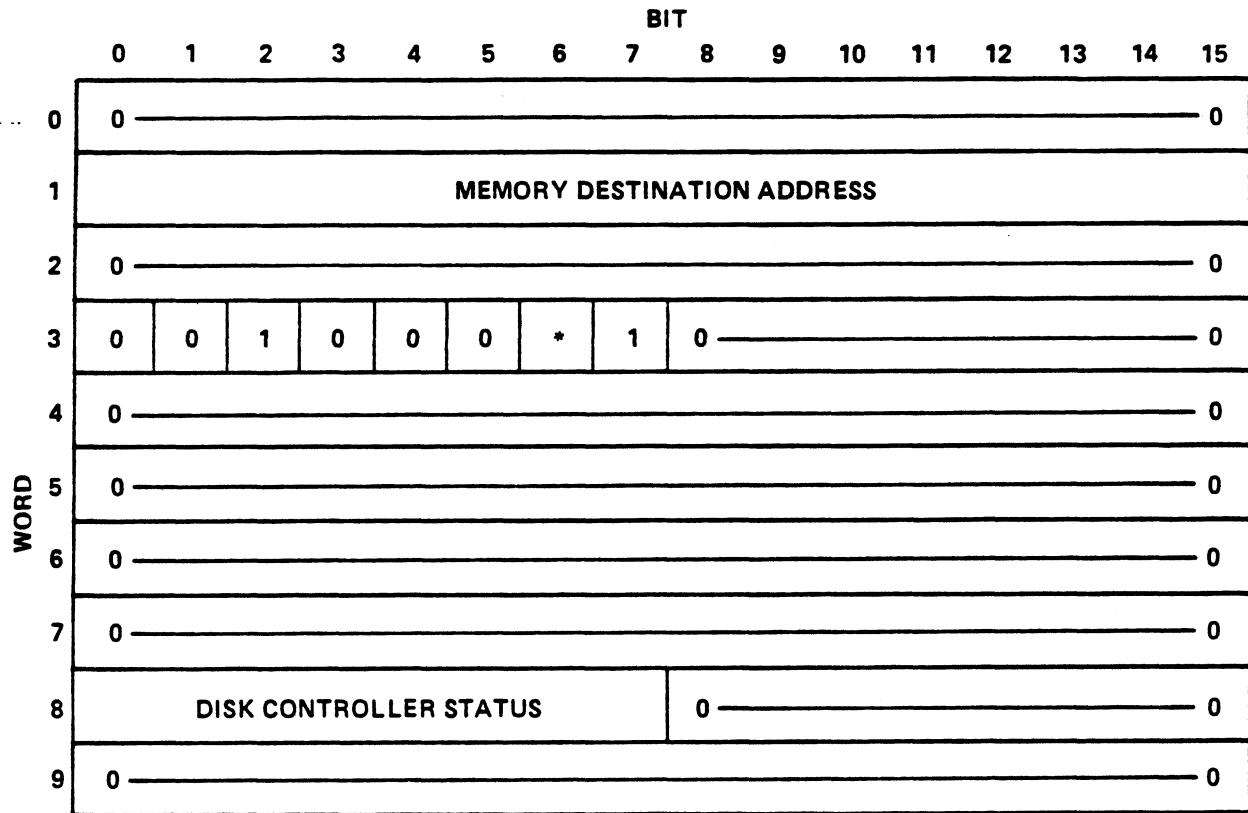 BIT
0 1 2 3 4 5 6 7 8 9 10 11 12 13 14 15
0 0 0
1 MEMORY DESTINATION ADDRESS
2 0 0
3 0 0 1 0 0 0 * 1 0 0
4 0 0
WORD
5 0 0
6 0 0
7 0 0
8 DISK CONTROLLER STATUS 0 0
9 0 0